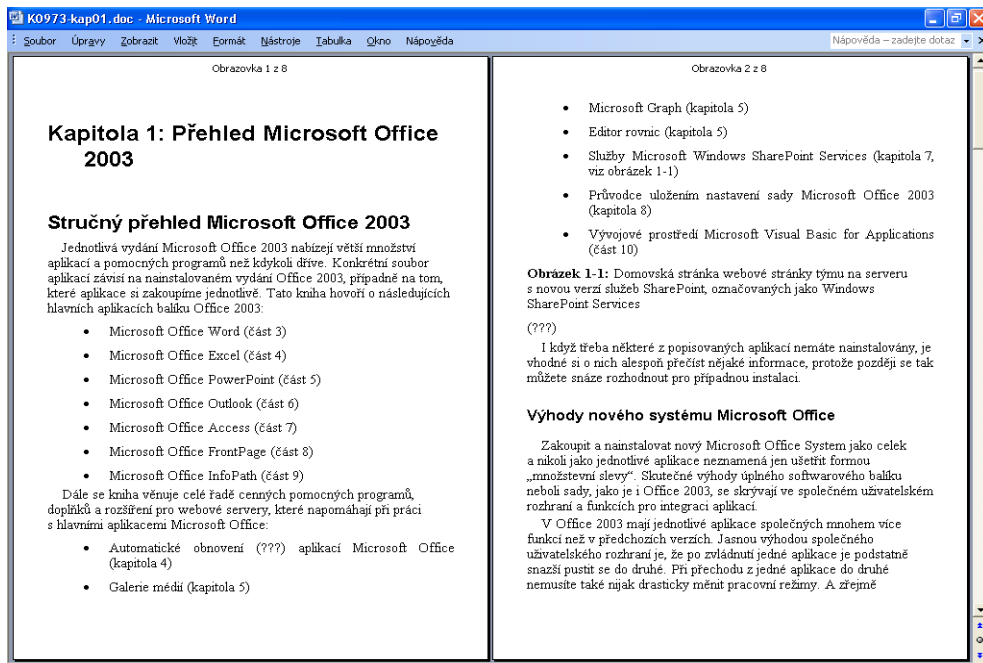 K0973-kap01.doc - Microsoft Word
Soubor Úpravy Zobrazit Vložit Formát Nástroje Tabulka Okno Nápověda
Nápověda – zadejte dotaz
Obrazovka 1 z 8
Kapitola 1: Přehled Microsoft Office
2003
Stručný přehled Microsoft Office 2003
Jednotlivá vydání Microsoft Office 2003 nabízejí větší množství
aplikací a pomocných programů než kdykoli dříve. Konkrétní soubor
aplikací závisí na nainstalovaném vydání Office 2003, případně na tom,
které aplikace si zakoupíme jednotlivě. Tato kniha hovoří o následujících
hlavních aplikacích balíku Office 2003:
• Microsoft Office Word (část 3)
• Microsoft Office Excel (část 4)
• Microsoft Office PowerPoint (část 5)
• Microsoft Office Outlook (část 6)
• Microsoft Office Access (část 7)
• Microsoft Office FrontPage (část 8)
• Microsoft Office InfoPath (část 9)
Dále se kniha věnuje celé řadě cenných pomocných programů,
doplňků a rozšíření pro webové servery, které napomáhají při práci
s hlavními aplikacemi Microsoft Office:
• Automatické obnovení (???) aplikací Microsoft Office
(kapitola 4)
• Galerie médií (kapitola 5)
Obrazovka 2 z 8
• Microsoft Graph (kapitola 5)
• Editor rovnic (kapitola 5)
• Služby Microsoft Windows SharePoint Services (kapitola 7,
viz obrázek 1-1)
• Průvodce uložením nastavení sady Microsoft Office 2003
(kapitola 8)
• Vývojové prostředí Microsoft Visual Basic for Applications
(část 10)
Obrázek 1-1: Domovská stránka webové stránky týmu na serveru
s novou verzí služeb SharePoint, označovaných jako Windows
SharePoint Services
(???)
I když třeba některé z popisovaných aplikací nemáte nainstalovány, je
vhodné si o nich alespoň přečíst nějaké informace, protože později se tak
můžete snáze rozhodnout pro případnou instalaci.
Výhody nového systému Microsoft Office
Zakoupit a nainstalovat nový Microsoft Office System jako celek
a nikoli jako jednotlivé aplikace neznamená jen ušetřit formou
„množstevní slevy“. Skutečné výhody úplného softwarového balíku
neboli sady, jako je i Office 2003, se skrývají ve společném uživatelském
rozhraní a funkcích pro integraci aplikací.
V Office 2003 mají jednotlivé aplikace společných mnohem více
funkcí než v předchozích verzích. Jasnou výhodou společného
uživatelského rozhraní je, že po zvládnutí jedné aplikace je podstatně
snazší pustit se do druhé. Při přechodu z jedné aplikace do druhé
nemusíte také nijak drasticky měnit pracovní režimy. A zřejmě